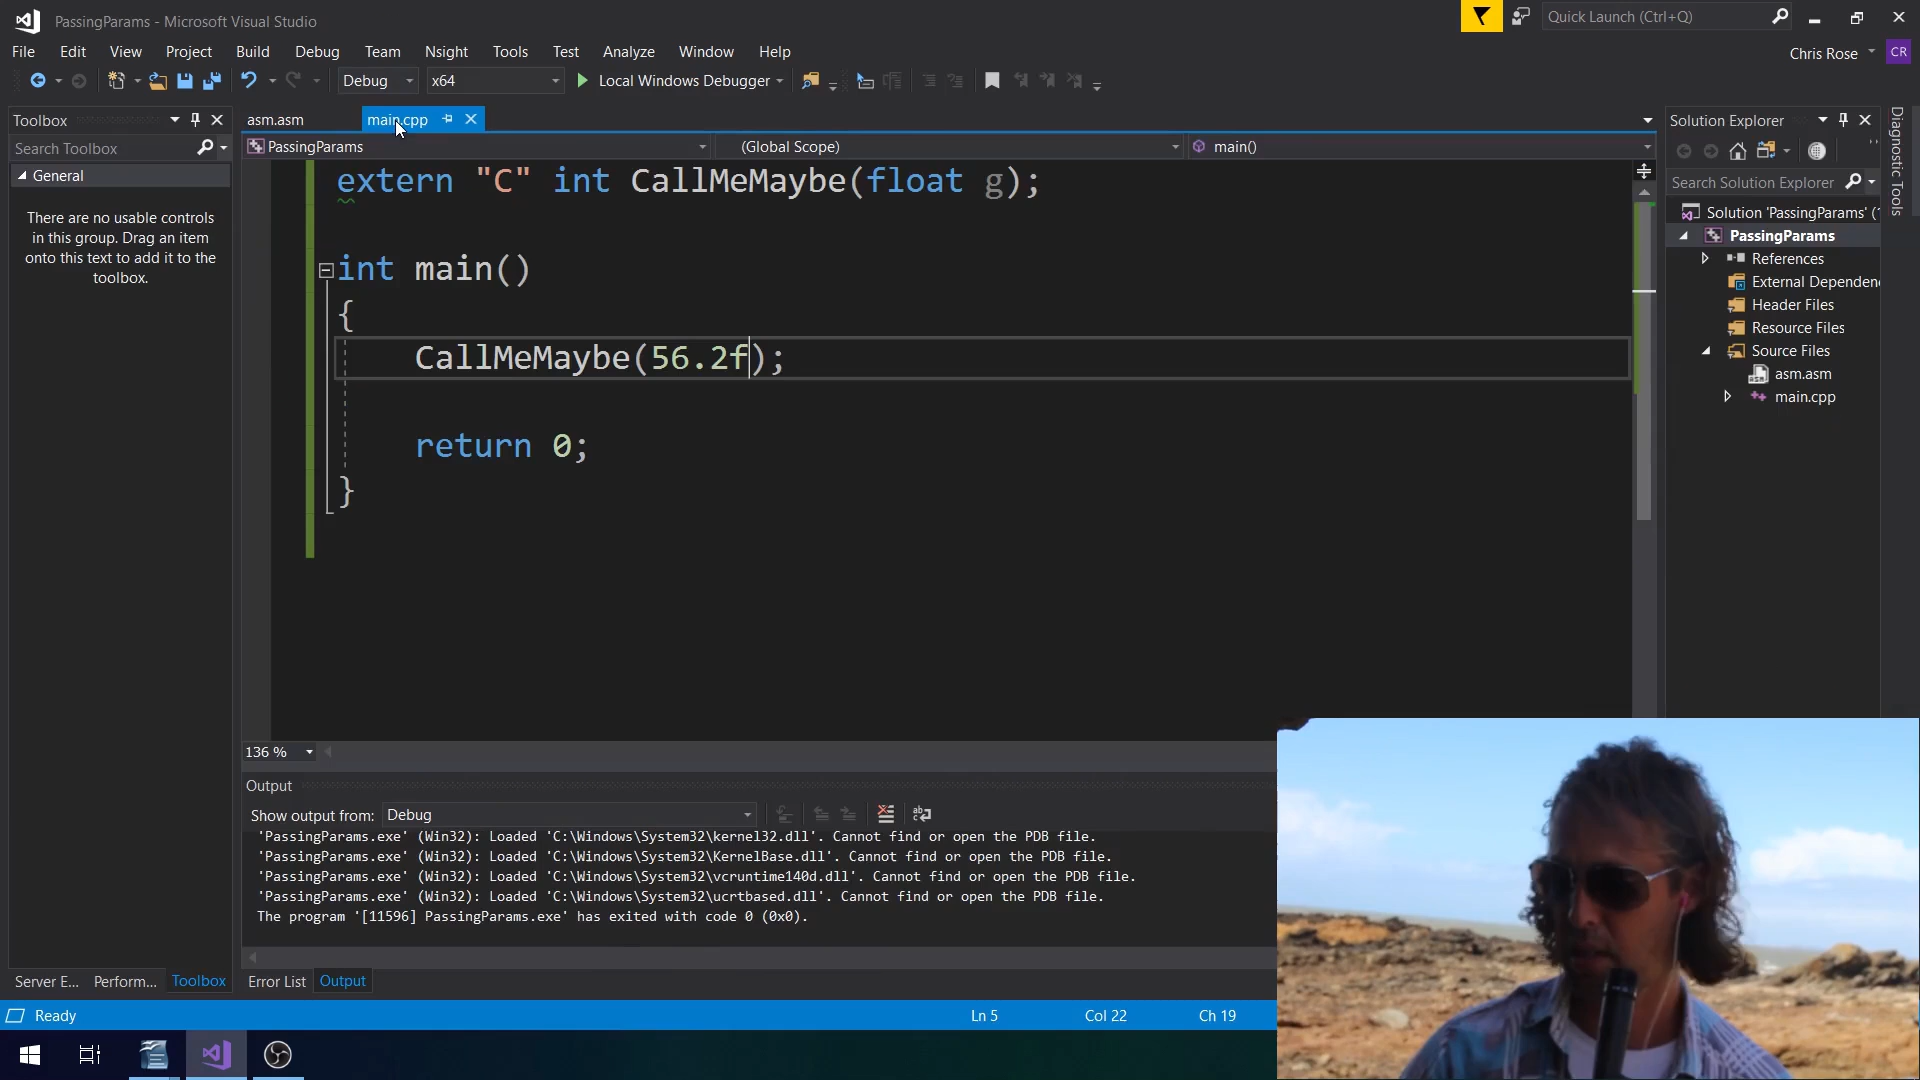 PassingParams - Microsoft Visual Studio
Quick Launch (Ctrl+Q)
File Edit View Project Build Debug Team Nsight Tools Test Analyze Window Help
Chris Rose CR
Debug x64 Local Windows Debugger
Toolbox
asm.asm main.cpp
Solution Explorer
Diagnostic Tools
Search Toolbox
PassingParams (Global Scope) main()
General
Search Solution Explorer
There are no usable controls
in this group. Drag an item
onto this text to add it to the
toolbox.
extern "C" int CallMeMaybe(float g);
int main()
{
CallMeMaybe(56.2f);
return 0;
}
Solution 'PassingParams' (
PassingParams
References
External Dependen
Header Files
Resource Files
Source Files
asm.asm
main.cpp
136 %
Output
Show output from: Debug
'PassingParams.exe' (Win32): Loaded 'C:\Windows\System32\kernel32.dll'. Cannot find or open the PDB file.
'PassingParams.exe' (Win32): Loaded 'C:\Windows\System32\KernelBase.dll'. Cannot find or open the PDB file.
'PassingParams.exe' (Win32): Loaded 'C:\Windows\System32\vcruntime140d.dll'. Cannot find or open the PDB file.
'PassingParams.exe' (Win32): Loaded 'C:\Windows\System32\ucrtbased.dll'. Cannot find or open the PDB file.
The program '[11596] PassingParams.exe' has exited with code 0 (0x0).
Server E... Perform... Toolbox
Error List Output
Ready Ln 5 Col 22 Ch 19